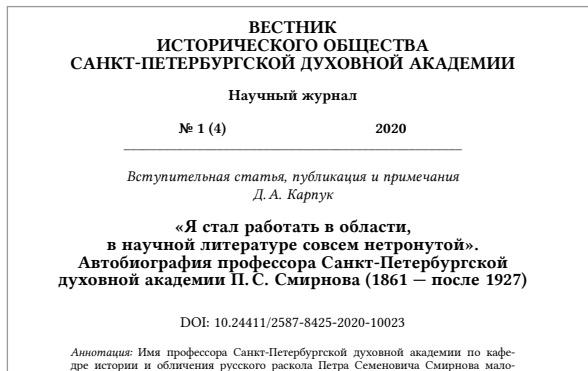 ВЕСТНИК
ИСТОРИЧЕСКОГО ОБЩЕСТВА
САНКТ-ПЕТЕРБУРГСКОЙ ДУХОВНОЙ АКАДЕМИИ
Научный журнал
№ 1 (4) 2020
Вступительная статья, публикация и примечания
Д. А. Карпук
«Я стал работать в области,
в научной литературе совсем нетронутой».
Автобиография профессора Санкт-Петербургской
духовной академии П. С. Смирнова (1861 — после 1927)
DOI: 10.24411/2587-8425-2020-10023
Аннотация: Имя профессора Санкт-Петербургской духовной академии по кафе-
дре истории и обличения русского раскола Петра Семеновича Смирнова мало-